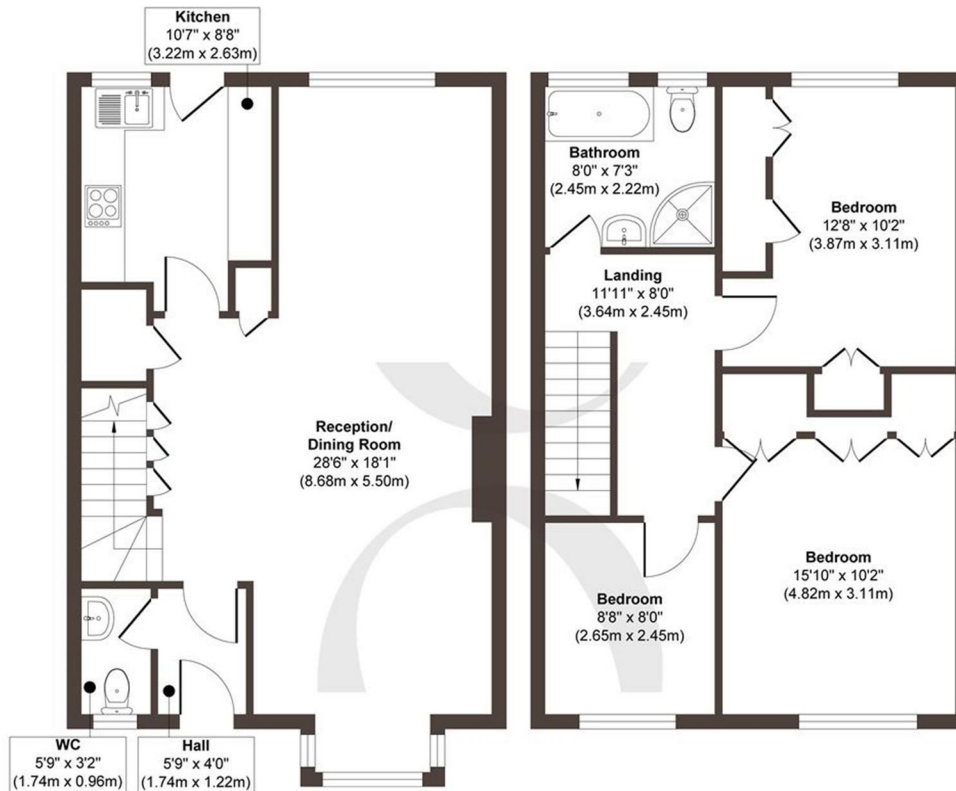 Kitchen
10'7" x 8'8"
(3.22m x 2.63m)
Bathroom
8'0" x 7'3"
(2.45m x 2.22m)
Bedroom
12'8" x 10'2"
(3.87m x 3.11m)
Landing
11'11" x 8'0"
(3.64m x 2.45m)
Reception/
Dining Room
28'6" x 18'1"
(8.68m x 5.50m)
Bedroom
15'10" x 10'2"
(4.82m x 3.11m)
Bedroom
8'8" x 8'0"
(2.65m x 2.45m)
WC
5'9" x 3'2"
(1.74m x 0.96m)
Hall
5'9" x 4'0"
(1.74m x 1.22m)